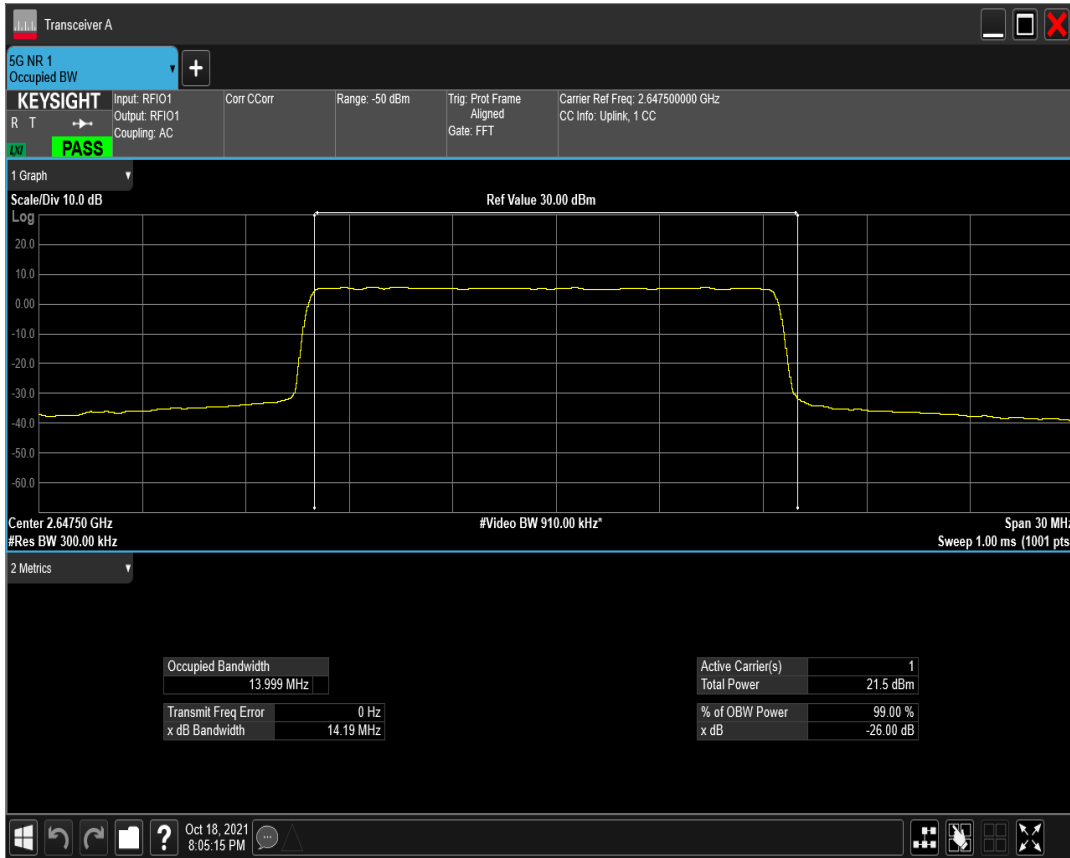 Transceiver A
5G NR 1
Occupied BW
KEYSIGHT
R T
LXI
PASS
Input: RFIO1
Output: RFIO1
Coupling: AC
Corr CCorr
Range: -50 dBm
Trig: Prot Frame
Aligned
Gate: FFT
Carrier Ref Freq: 2.647500000 GHz
CC Info: Uplink, 1 CC
1 Graph
Scale/Div 10.0 dB
Ref Value 30.00 dBm
Log
20.0
10.0
0.00
-10.0
-20.0
-30.0
-40.0
-50.0
-60.0
Center 2.64750 GHz
#Video BW 910.00 kHz*
Span 30 MHz
#Res BW 300.00 kHz
Sweep 1.00 ms (1001 pts
2 Metrics
Occupied Bandwidth
13.999 MHz
Transmit Freq Error 0 Hz
x dB Bandwidth 14.19 MHz
Active Carrier(s) 1
Total Power 21.5 dBm
% of OBW Power 99.00 %
x dB -26.00 dB
Oct 18, 2021
8:05:15 PM